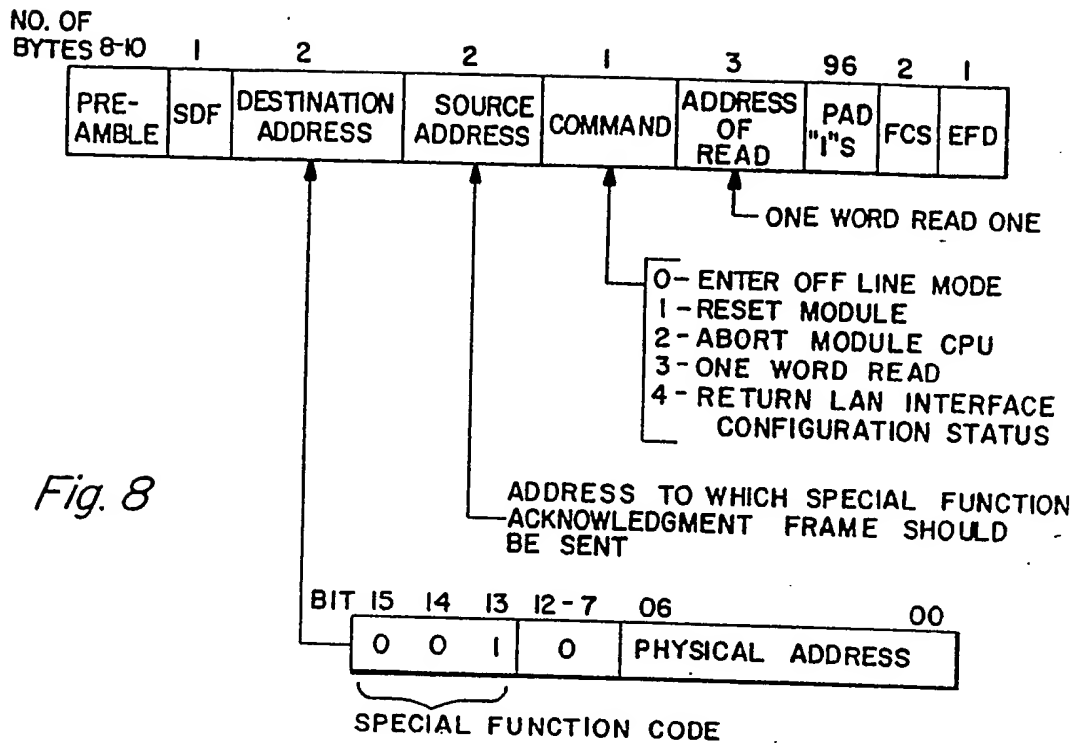 NO. OF
BYTES 8-10 1 2 2 1 3 96 2 1
PRE-AMBLE SDF DESTINATION ADDRESS SOURCE ADDRESS COMMAND ADDRESS OF READ PAD "1"S FCS EFD
ONE WORD READ ONE
0- ENTER OFF LINE MODE
1 - RESET MODULE
2 - ABORT MODULE CPU
3 - ONE WORD READ
4 - RETURN LAN INTERFACE
CONFIGURATION STATUS
Fig. 8
ADDRESS TO WHICH SPECIAL FUNCTION
ACKNOWLEDGMENT FRAME SHOULD
BE SENT
BIT 15 14 13 12-7 06 00
0 0 1 0 PHYSICAL ADDRESS
SPECIAL FUNCTION CODE